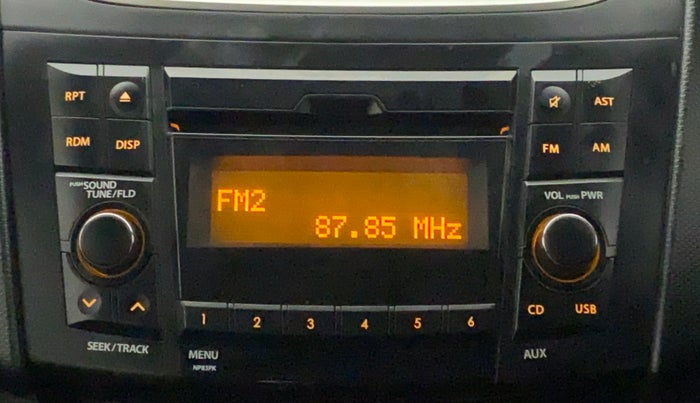 RPT
AST
RDM
DISP
FM
AM
PUSH SOUND
TUNE/FLD
VOL PUSH PWR
FM2
87.85 MHz
1
2
3
4
5
6
CD
USB
SEEK/TRACK
MENU
NP83PK
AUX